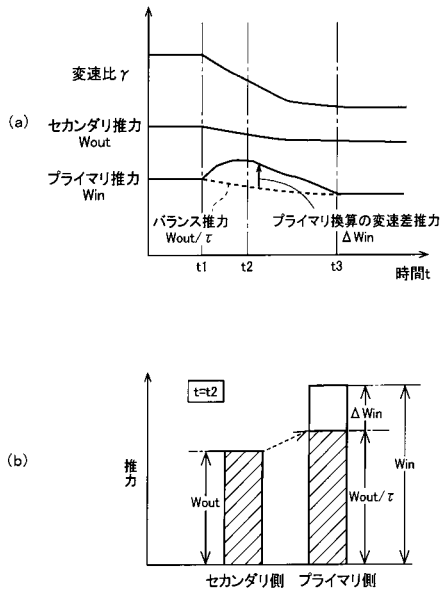 (a)
変速比γ
セカンダリ推力
Wout
プライマリ推力
Win
バランス推力
Wout/τ
プライマリ換算の変速差推力
ΔWin
t1
t2
t3
時間t
(b)
t=t2
推力
Wout
ΔWin
Wout/τ
Win
セカンダリ側
プライマリ側